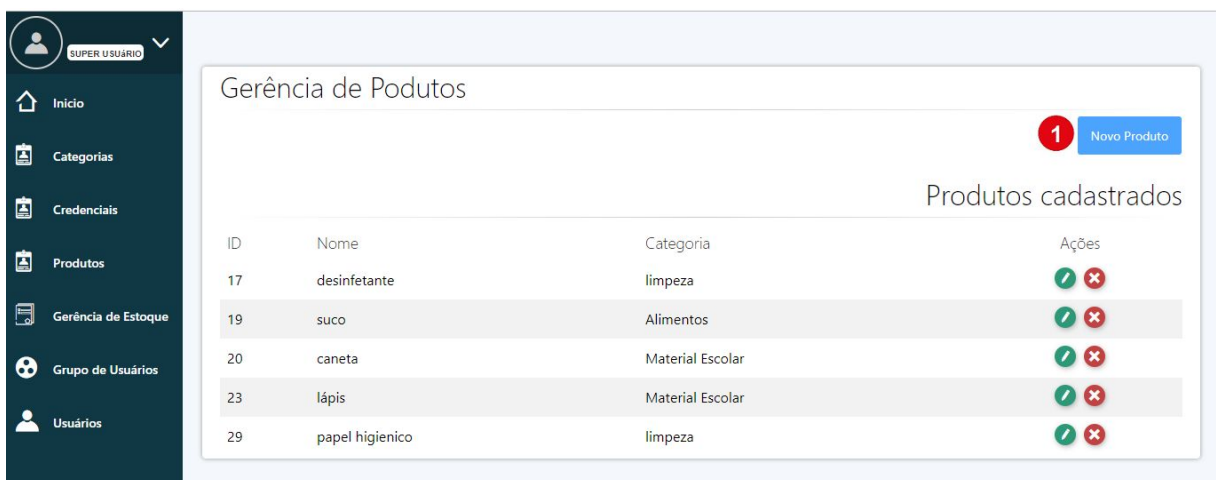 SUPER USUáRIO
Inicio
Categorias
Credenciais
Produtos
Gerência de Estoque
Grupo de Usuários
Usuários
Gerência de Podutos
1 Novo Produto
Produtos cadastrados
ID Nome Categoria Ações
17 desinfetante limpeza
19 suco Alimentos
20 caneta Material Escolar
23 lápis Material Escolar
29 papel higienico limpeza